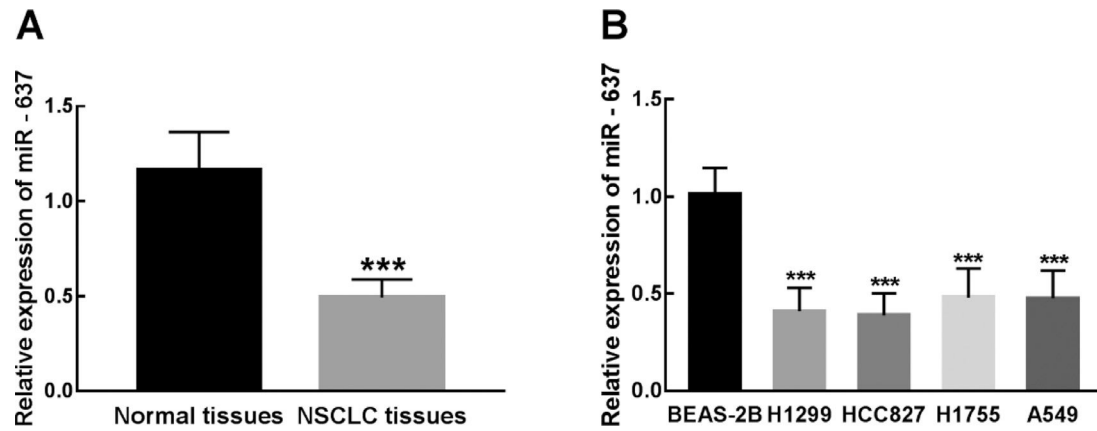 A
Relative expression of miR - 637
1.5
1.0
0.5
0.0
***
Normal tissues NSCLC tissues
B
Relative expression of miR - 637
1.5
1.0
0.5
0.0
*** *** *** ***
BEAS-2B H1299 HCC827 H1755 A549